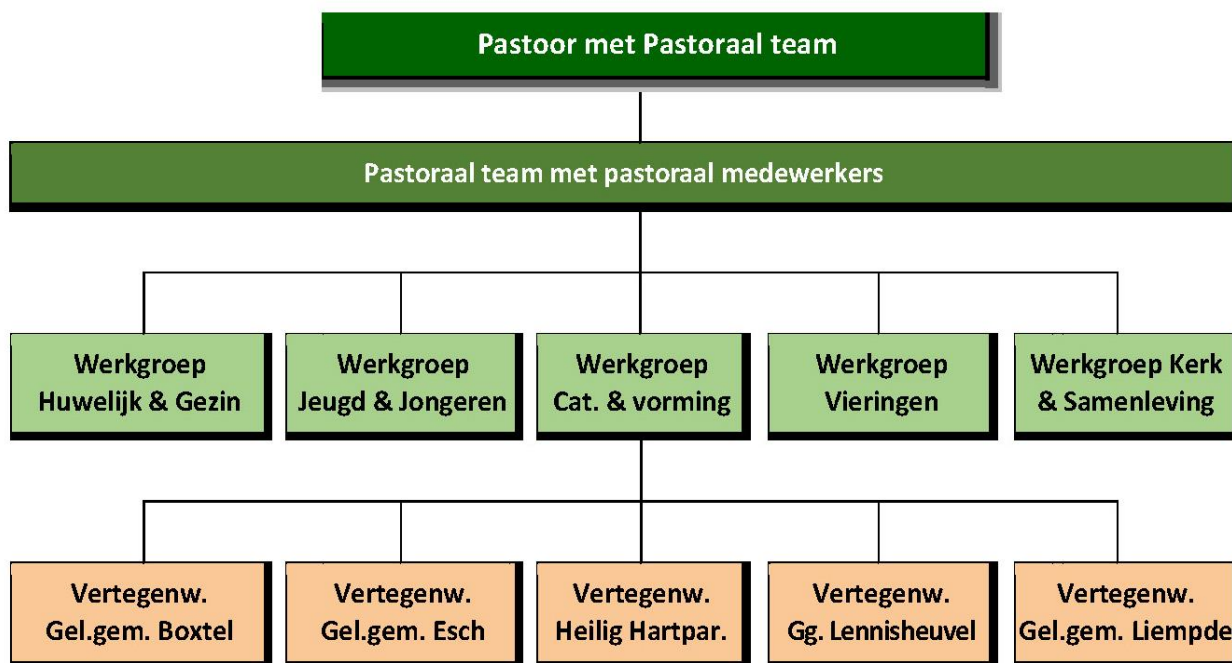 Pastoor met Pastoraal team
Pastoraal team met pastoraal medewerkers
Werkgroep
Huwelijk & Gezin
Werkgroep
Jeugd & Jongeren
Werkgroep
Cat. & vorming
Werkgroep
Vieringen
Werkgroep Kerk
& Samenleving
Vertegenw.
Gel.gem. Boxtel
Vertegenw.
Gel.gem. Esch
Vertegenw.
Heilig Hartpar.
Vertegenw.
Gg. Lennisheuvel
Vertegenw.
Gel.gem. Liempde